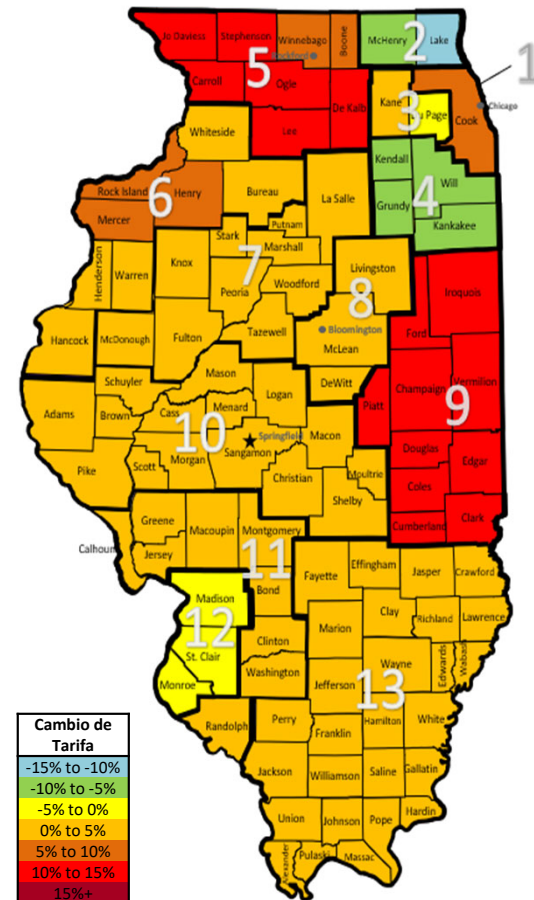 Jo Daviess Stephenson Winnebago Boone McHenry 2 Lake
Rockford
5
1
Carroll Ogle De Kalb Kane 3 Du Page Cook Chicago
Whiteside Lee
Kendall Will
Rock Island 6 Henry Bureau La Salle Grundy 4
Mercer Putnam Kankakee
Stark Marshall
Henderson Warren Knox 7 Livingston Iroquois
Peoria Woodford 8 Ford
Hancock McDonough Fulton Tazewell Bloomington
McLean
Mason DeWitt Champaign Vermilion
Schuyler Logan Piatt
Adams Brown Cass Menard 9
10 Springfield Macon Douglas
Sangamon Edgar
Pike Scott Morgan Christian Moultrie Coles
Shelby
Greene Macoupin Montgomery Cumberland Clark
Calhoun Jersey 11 Fayette Effingham Jasper Crawford
Madison Bond
12 Clay Richland Lawrence
Clinton Marion
St. Clair Wayne Edwards Wabash
Monroe Washington Jefferson 13
Randolph Perry Hamilton White
Franklin
Jackson Williamson Saline Gallatin
Union Johnson Pope Hardin
Alexander Pulaski Massac
Cambio de
Tarifa
-15% to -10%
-10% to -5%
-5% to 0%
0% to 5%
5% to 10%
10% to 15%
15%+